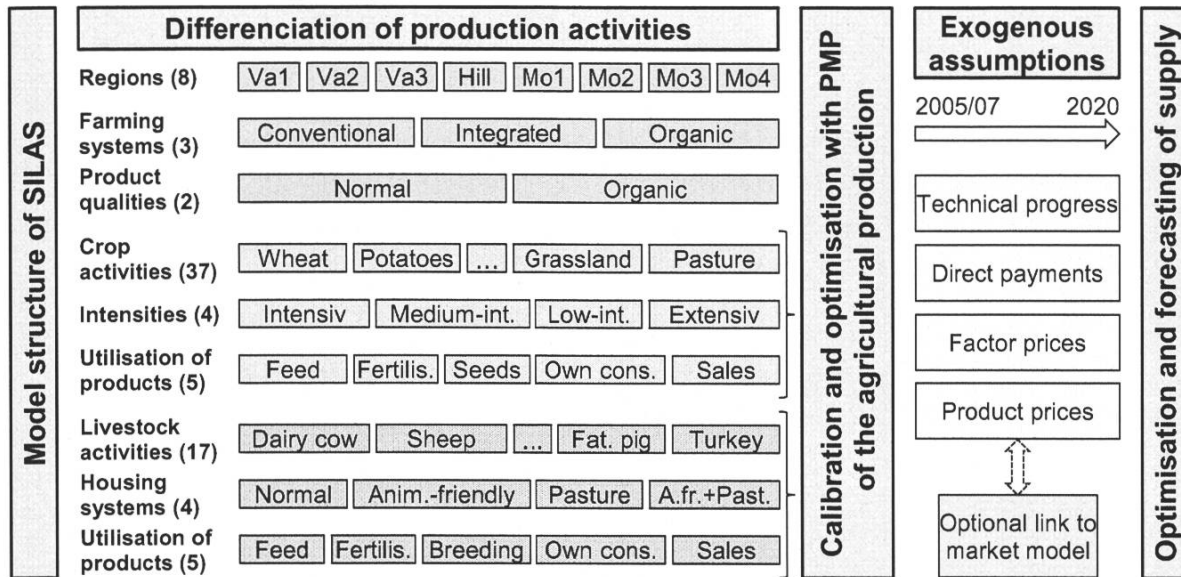 Model structure of SILAS
Differenciation of production activities
Regions (8)
Va1 Va2 Va3 Hill Mo1 Mo2 Mo3 Mo4
Farming
systems (3)
Conventional Integrated Organic
Product
qualities (2)
Normal Organic
Crop
activities (37)
Wheat Potatoes ... Grassland Pasture
Intensities (4)
Intensiv Medium-int. Low-int. Extensiv
Utilisation of
products (5)
Feed Fertilis. Seeds Own cons. Sales
Livestock
activities (17)
Dairy cow Sheep ... Fat. pig Turkey
Housing
systems (4)
Normal Anim.-friendly Pasture A.fr.+Past.
Utilisation of
products (5)
Feed Fertilis. Breeding Own cons. Sales
Calibration and optimisation with PMP
of the agricultural production
Exogenous
assumptions
2005/07 2020
Technical progress
Direct payments
Factor prices
Product prices
Optional link to
market model
Optimisation and forecasting of supply